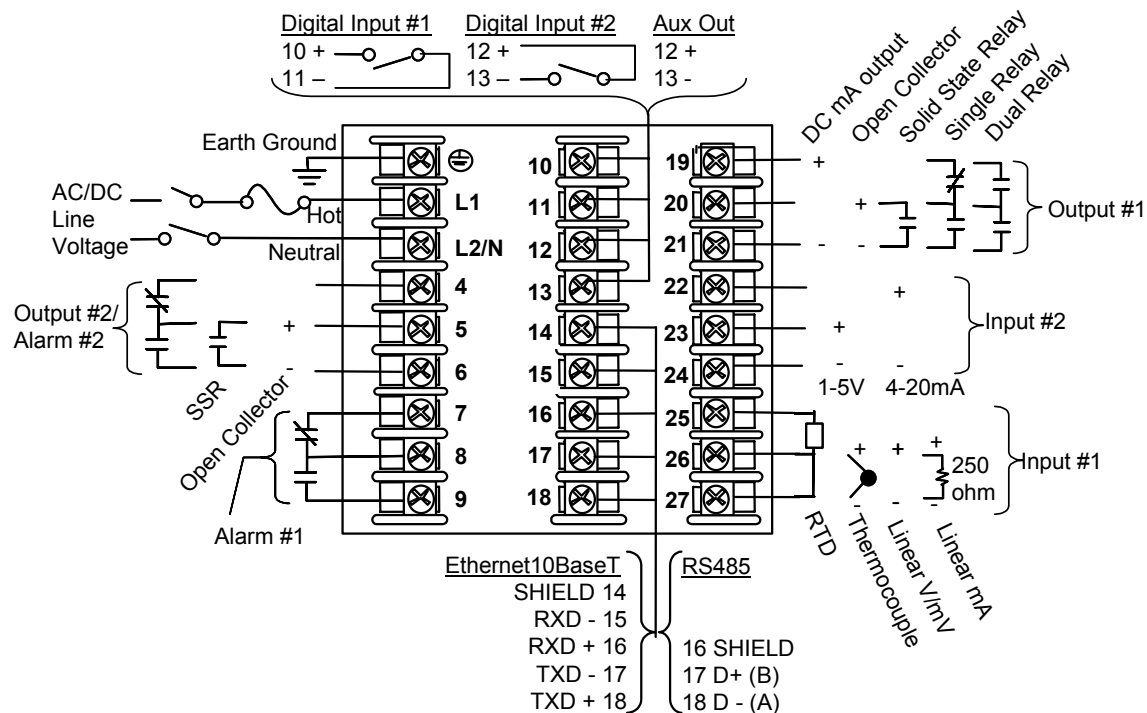 Digital Input #1
10 +
11 –
Digital Input #2
12 +
13 –
Aux Out
12 +
13 -
DC mA output
Open Collector
Solid State Relay
Single Relay
Dual Relay
Earth Ground
AC/DC
Line
Voltage
Hot
Neutral
L1
L2/N
4
5
6
7
8
9
10
11
12
13
14
15
16
17
18
19
20
21
22
23
24
25
26
27
+
+
- -
Output #1
+
+
- -
1-5V 4-20mA
Input #2
Output #2/
Alarm #2
+
-
SSR
Open Collector
Alarm #1
+ + +
250
ohm
- - -
Input #1
RTD
Thermocouple
Linear V/mV
Linear mA
Ethernet10BaseT
SHIELD 14
RXD - 15
RXD + 16
TXD - 17
TXD + 18
RS485
16 SHIELD
17 D+ (B)
18 D - (A)